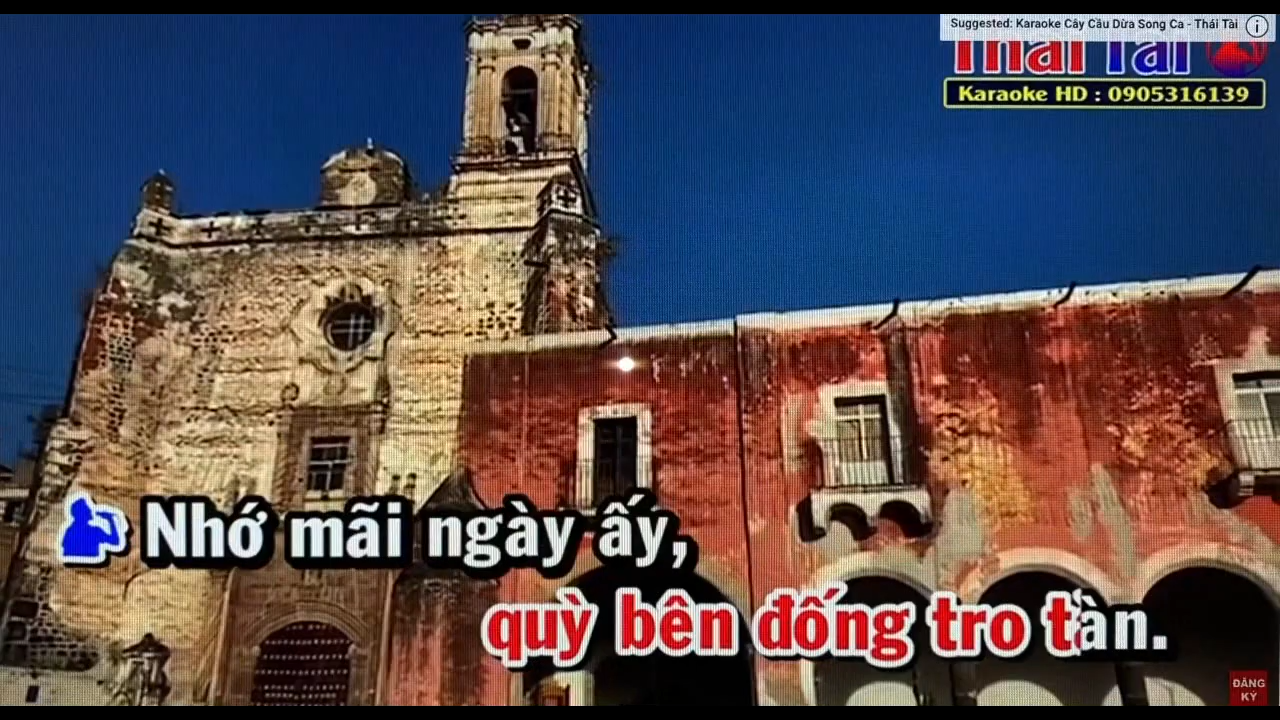 Suggested: Karaoke Cây Cầu Dừa Song Ca - Thái Tài
Thái Tài
Karaoke HD : 0905316139
Nhớ mãi ngày ấy,
quỳ bên đống tro tàn.
ĐĂNG
KÝ